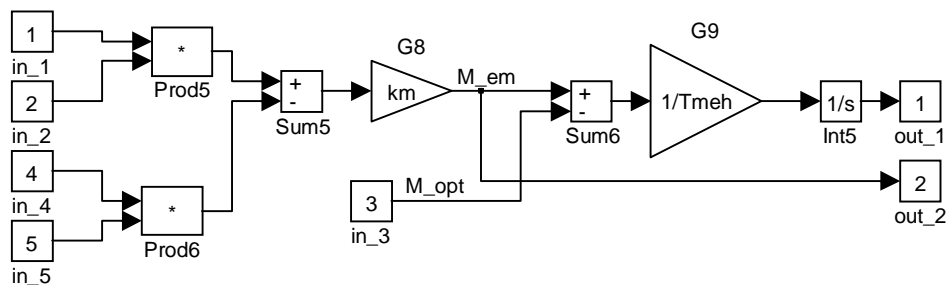 1
in_1
2
in_2
*
Prod5
4
in_4
5
in_5
*
Prod6
+
-
Sum5
G8
km
M_em
M_opt
3
in_3
+
-
Sum6
G9
1/Tmeh
1/s
Int5
1
out_1
2
out_2